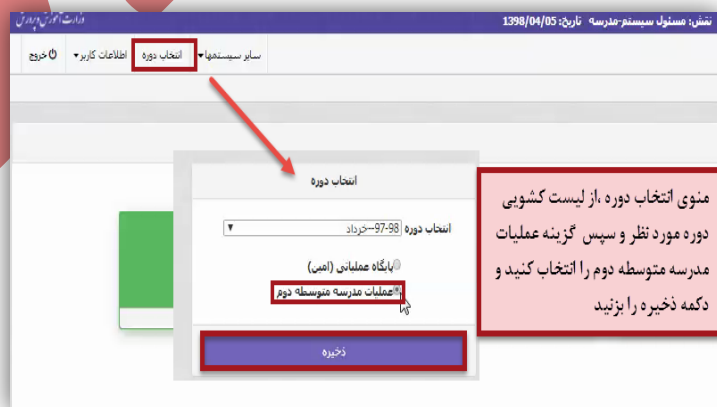 نقش: مسئول سیستم-مدرسه تاریخ: 1398/04/05
وزارت آموزش و پرورش
سایر سیستمها
انتخاب دوره
اطلاعات کاربر
خروج
انتخاب دوره
انتخاب دوره 98-97--خرداد
پایگاه عملیاتی (امین)
عملیات مدرسه متوسطه دوم
ذخیره
منوی انتخاب دوره ،از لیست کشویی
دوره مورد نظر و سپس گزینه عملیات
مدرسه متوسطه دوم را انتخاب کنید و
دکمه ذخیره را بزنید